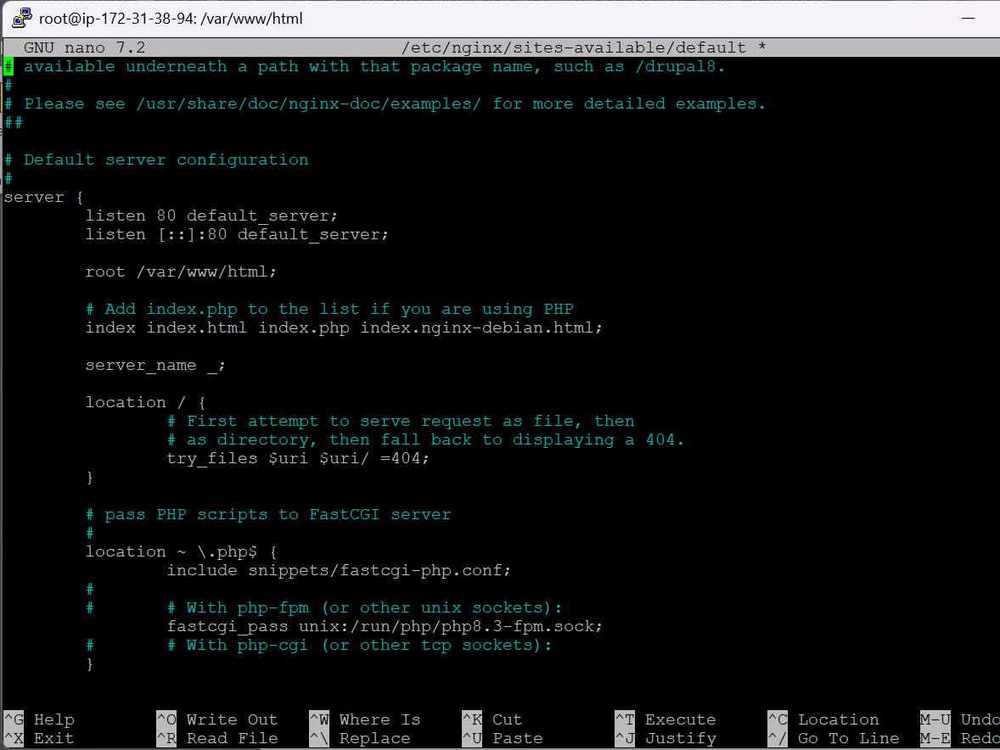 root@ip-172-31-38-94: /var/www/html
GNU nano 7.2 /etc/nginx/sites-available/default *
# available underneath a path with that package name, such as /drupal8.
#
# Please see /usr/share/doc/nginx-doc/examples/ for more detailed examples.
##
# Default server configuration
#
server {
listen 80 default_server;
listen [::]:80 default_server;
root /var/www/html;
# Add index.php to the list if you are using PHP
index index.html index.php index.nginx-debian.html;
server_name _;
location / {
# First attempt to serve request as file, then
# as directory, then fall back to displaying a 404.
try_files $uri $uri/ =404;
}
# pass PHP scripts to FastCGI server
#
location ~ \.php$ {
include snippets/fastcgi-php.conf;
#
# # With php-fpm (or other unix sockets):
fastcgi_pass unix:/run/php/php8.3-fpm.sock;
# # With php-cgi (or other tcp sockets):
}
^G Help ^O Write Out ^W Where Is ^K Cut ^T Execute ^C Location M-U Undo
^X Exit ^R Read File ^\ Replace ^U Paste ^J Justify ^/ Go To Line M-E Redo